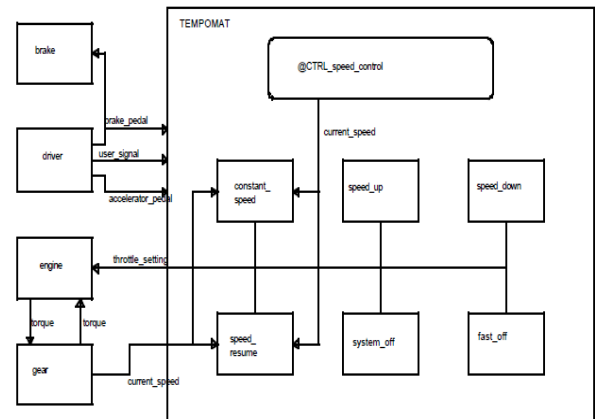 TEMPOMAT
brake
@CTRL_speed_control
brake_pedal
current_speed
driver
user_signal
constant_
speed
speed_up
speed_down
accelerator_pedal
engine
throttle_setting
torque
torque
speed_
resume
system_off
fast_off
gear
current_speed